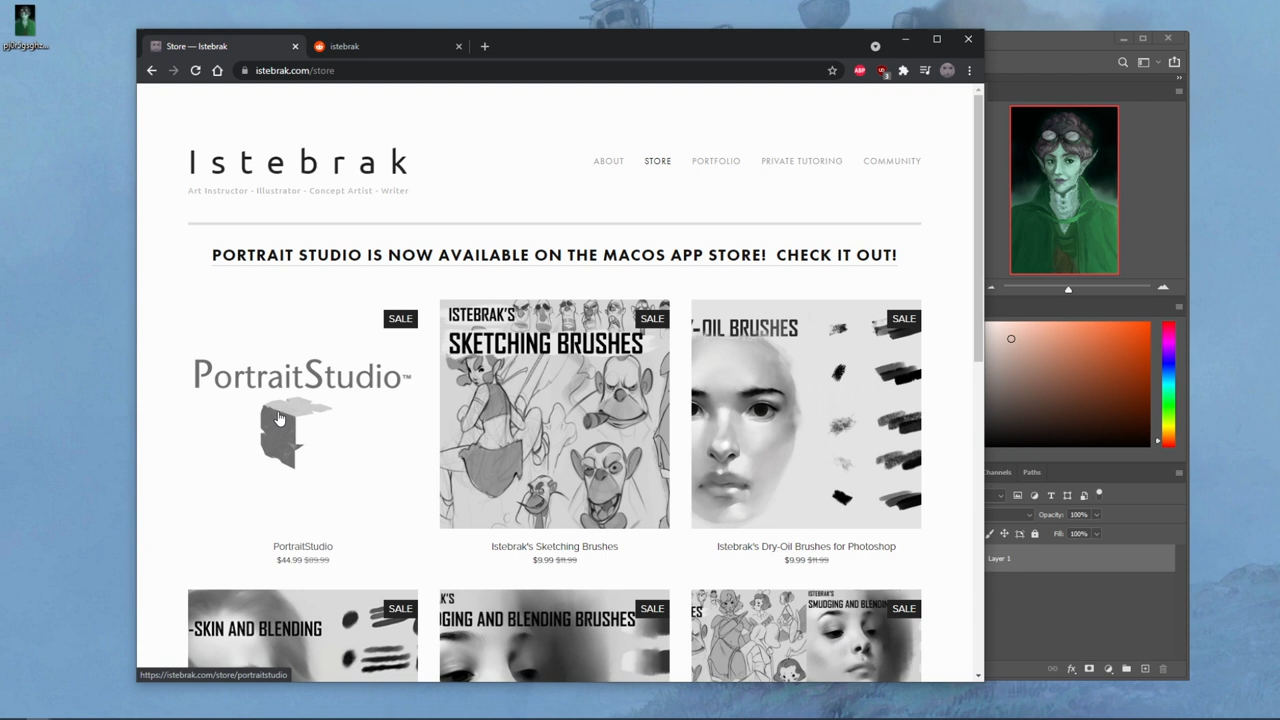 Store — Istebrak
istebrak
istebrak.com/store
ABP
3
Istebrak
Art Instructor - Illustrator - Concept Artist - Writer
ABOUT
STORE
PORTFOLIO
PRIVATE TUTORING
COMMUNITY
PORTRAIT STUDIO IS NOW AVAILABLE ON THE MACOS APP STORE! CHECK IT OUT!
SALE
PortraitStudio™
ISTEBRAK'S
SKETCHING BRUSHES
SALE
Y-OIL BRUSHES
SALE
PortraitStudio
$44.99 $89.99
Istebrak's Sketching Brushes
$9.99 $11.99
Istebrak's Dry-Oil Brushes for Photoshop
$9.99 $11.99
-SKIN AND BLENDING
SALE
K'S
GING AND BLENDING BRUSHES
SALE
ISTEBRAK'S
SMUDGING AND BLENDIN
SALE
https://istebrak.com/store/portraitstudio
Channels
Paths
Opacity: 100%
Fill: 100%
Layer 1